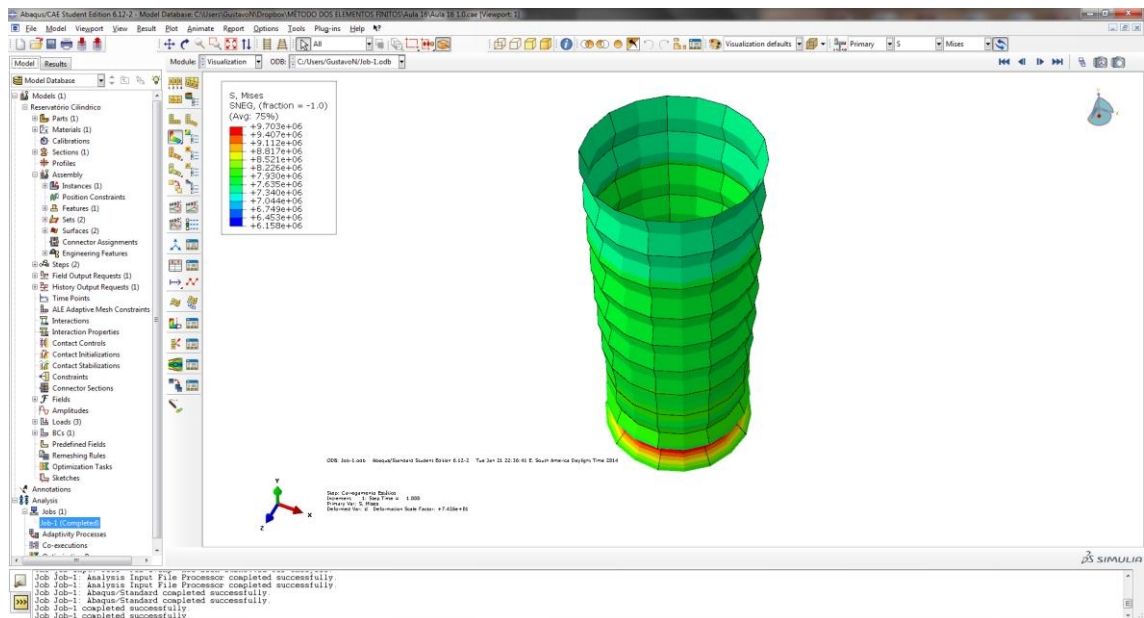 Abaqus/CAE Student Edition 6.12-2 - Model Database: C:\Users\GustavoN\Dropbox\MÉTODO DOS ELEMENTOS FINITOS\Aula 16\Aula 16 1.0.cae [Viewport: 1]
File Model Viewport View Result Plot Animate Report Options Tools Plug-ins Help
All Visualization defaults Primary S Mises
Model Results Module: Visualization ODB: C:/Users/GustavoN/Job-1.odb
Model Database
Models (1)
Reservatório Cilíndrico
Parts (1)
Materials (1)
Calibrations
Sections (1)
Profiles
Assembly
Instances (1)
Position Constraints
Features (1)
Sets (2)
Surfaces (2)
Connector Assignments
Engineering Features
Steps (2)
Field Output Requests (1)
History Output Requests (1)
Time Points
ALE Adaptive Mesh Constraints
Interactions
Interaction Properties
Contact Controls
Contact Initializations
Contact Stabilizations
Constraints
Connector Sections
Fields
Amplitudes
Loads (3)
BCs (1)
Predefined Fields
Remeshing Rules
Optimization Tasks
Sketches
Annotations
Analysis
Jobs (1)
Job-1 (Completed)
Adaptivity Processes
Co-executions
S, Mises
SNEG, (fraction = -1.0)
(Avg: 75%)
+9.703e+06
+9.407e+06
+9.112e+06
+8.817e+06
+8.521e+06
+8.226e+06
+7.930e+06
+7.635e+06
+7.340e+06
+7.044e+06
+6.749e+06
+6.453e+06
+6.158e+06
ODB: Job-1.odb Abaqus/Standard Student Edition 6.12-2 Tue Jan 21 22:36:41 E. South America Daylight Time 2014
Y
X
Z
Step: Carregamento
Increment 1: Step Time = 1.000
Primary Var: S, Mises
Deformed Var: U Deformation Scale Factor:
SIMULIA
Job Job-1: Analysis Input File Processor completed successfully.
Job Job-1: Analysis Input File Processor completed successfully.
Job Job-1: Abaqus/Standard completed successfully.
Job Job-1: Abaqus/Standard completed successfully.
Job Job-1 completed successfully.
Job Job-1 completed successfully.